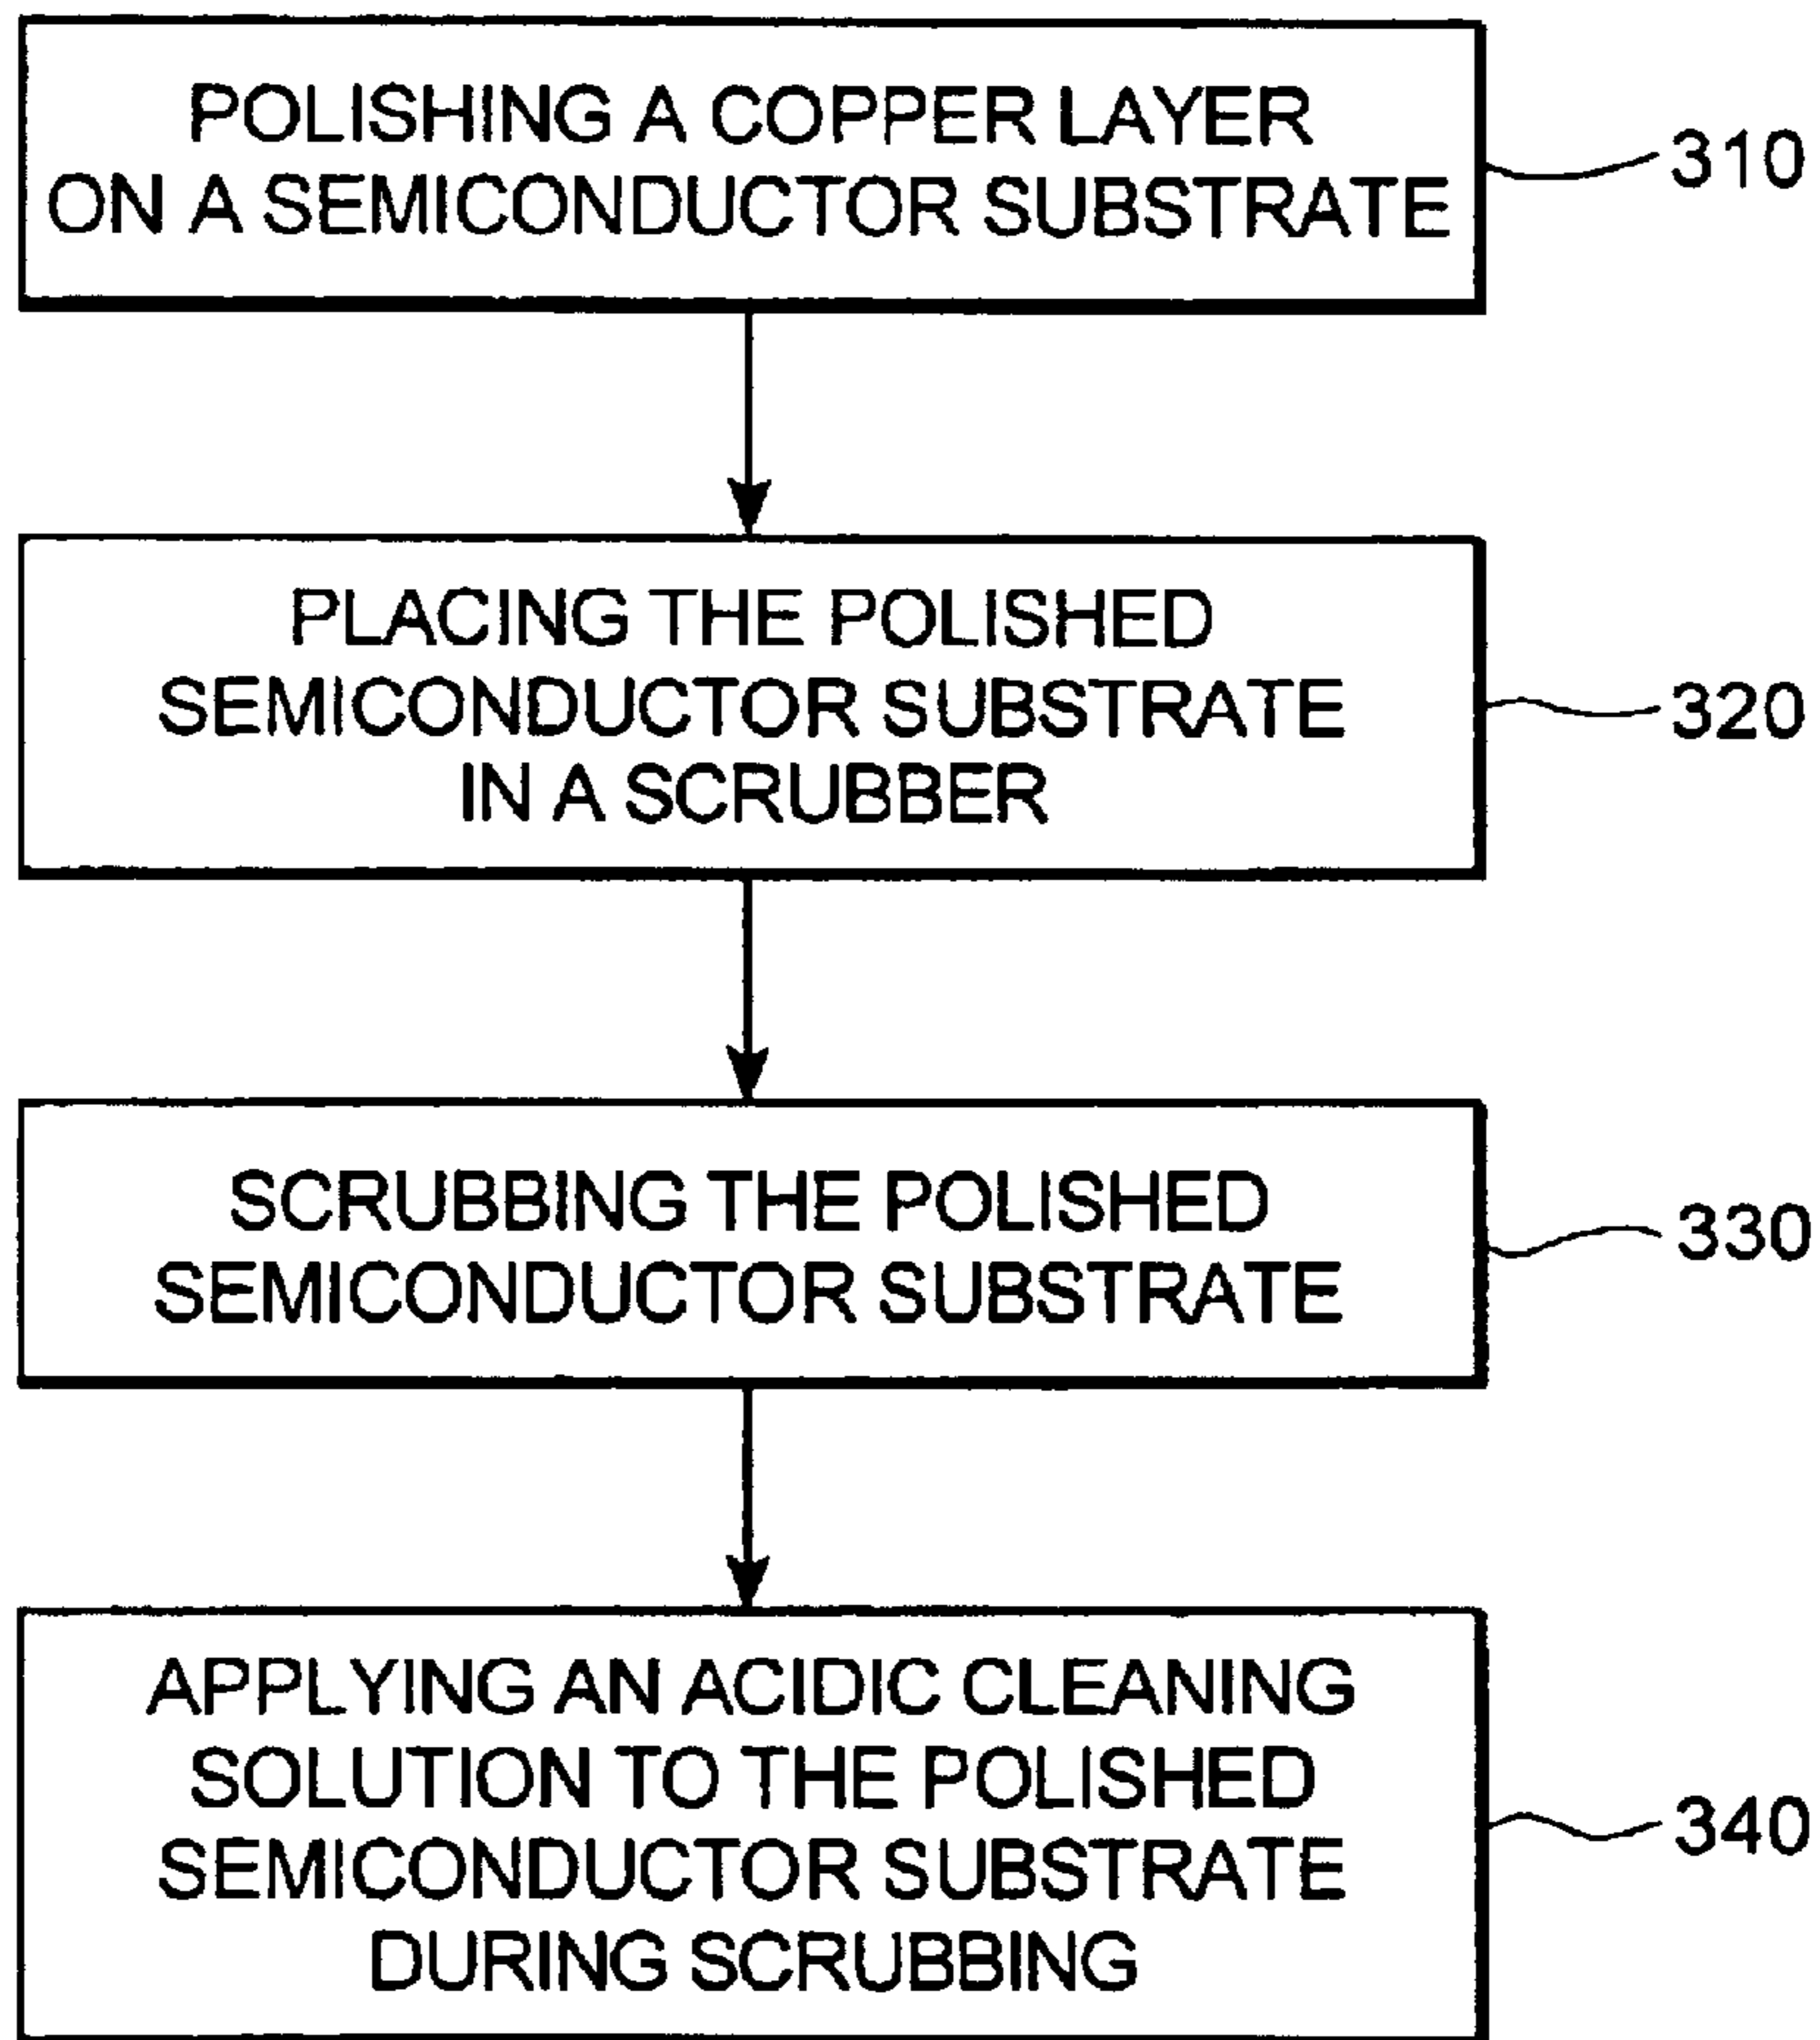 POLISHING A COPPER LAYER
ON A SEMICONDUCTOR SUBSTRATE
310
PLACING THE POLISHED
SEMICONDUCTOR SUBSTRATE
IN A SCRUBBER
320
SCRUBBING THE POLISHED
SEMICONDUCTOR SUBSTRATE
330
APPLYING AN ACIDIC CLEANING
SOLUTION TO THE POLISHED
SEMICONDUCTOR SUBSTRATE
DURING SCRUBBING
340